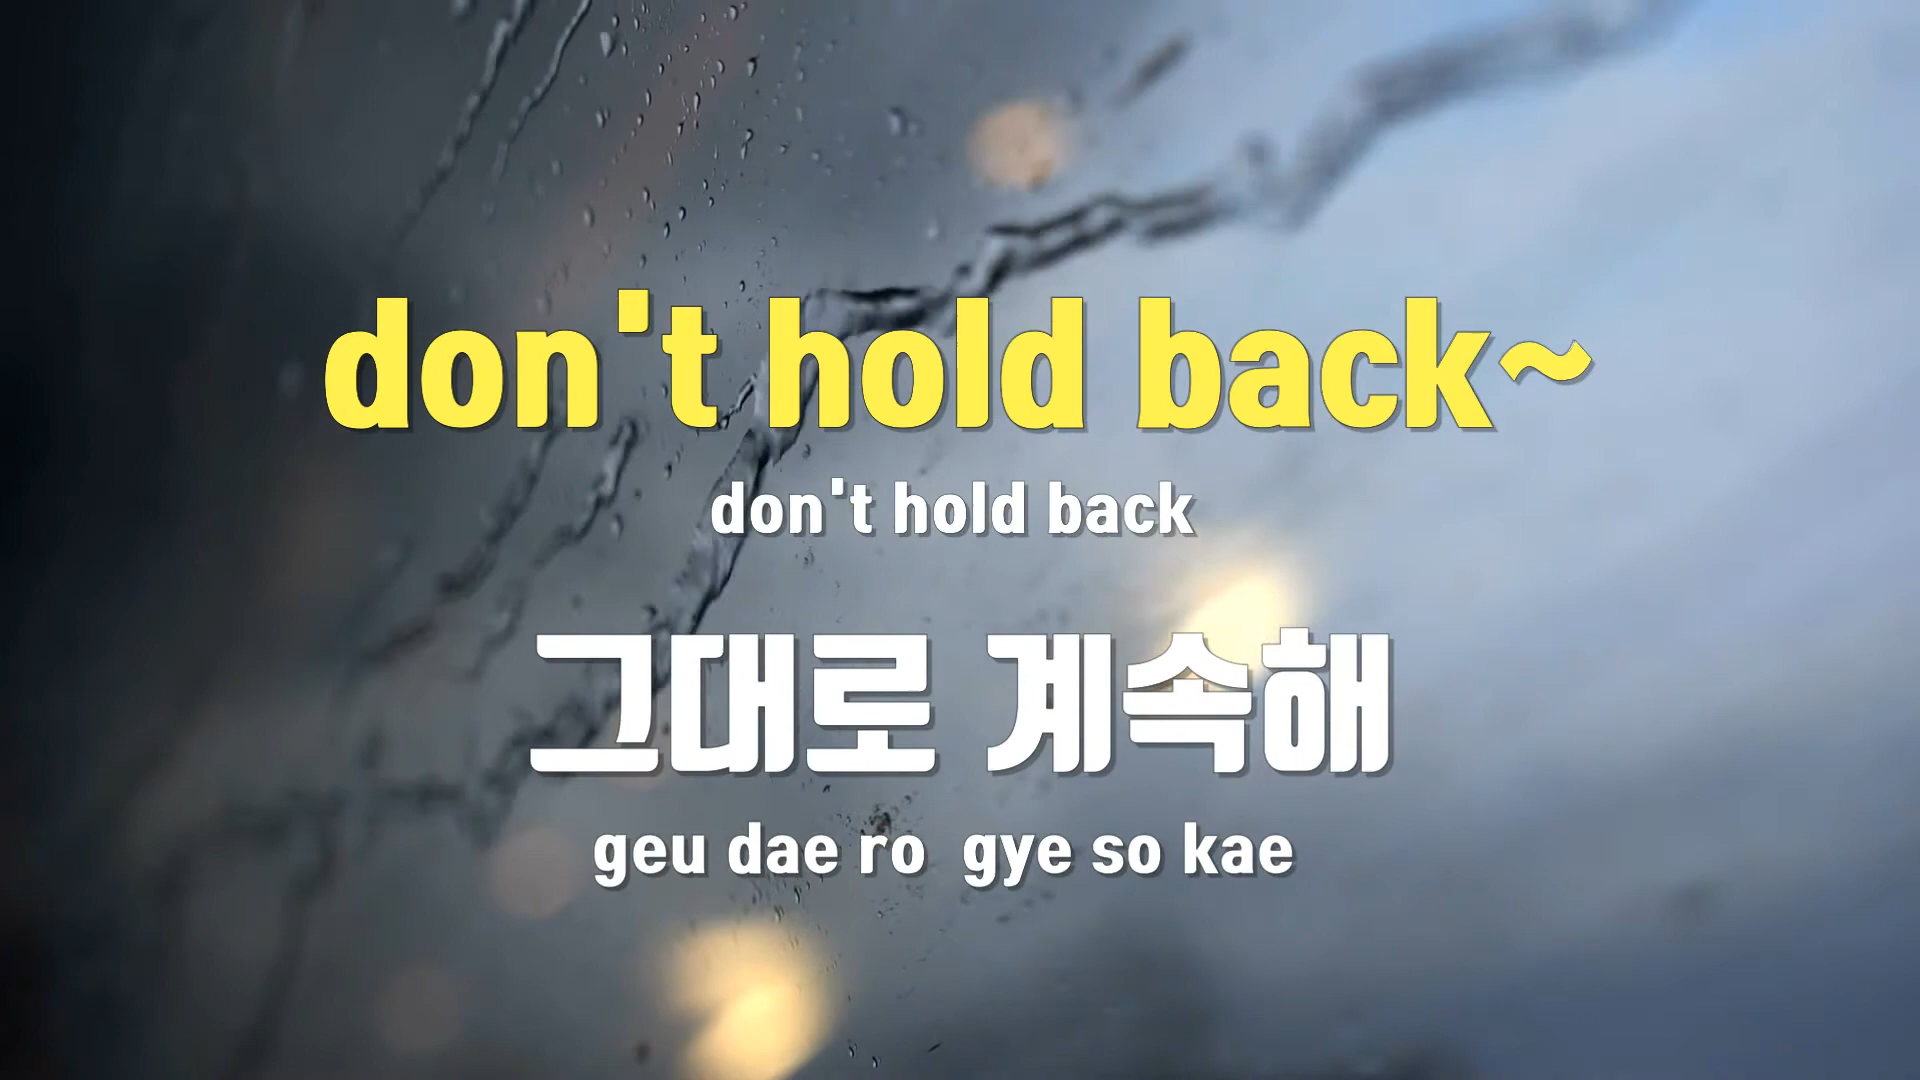 don't hold back~
don't hold back
그대로 계속해
geu dae ro gye so kae